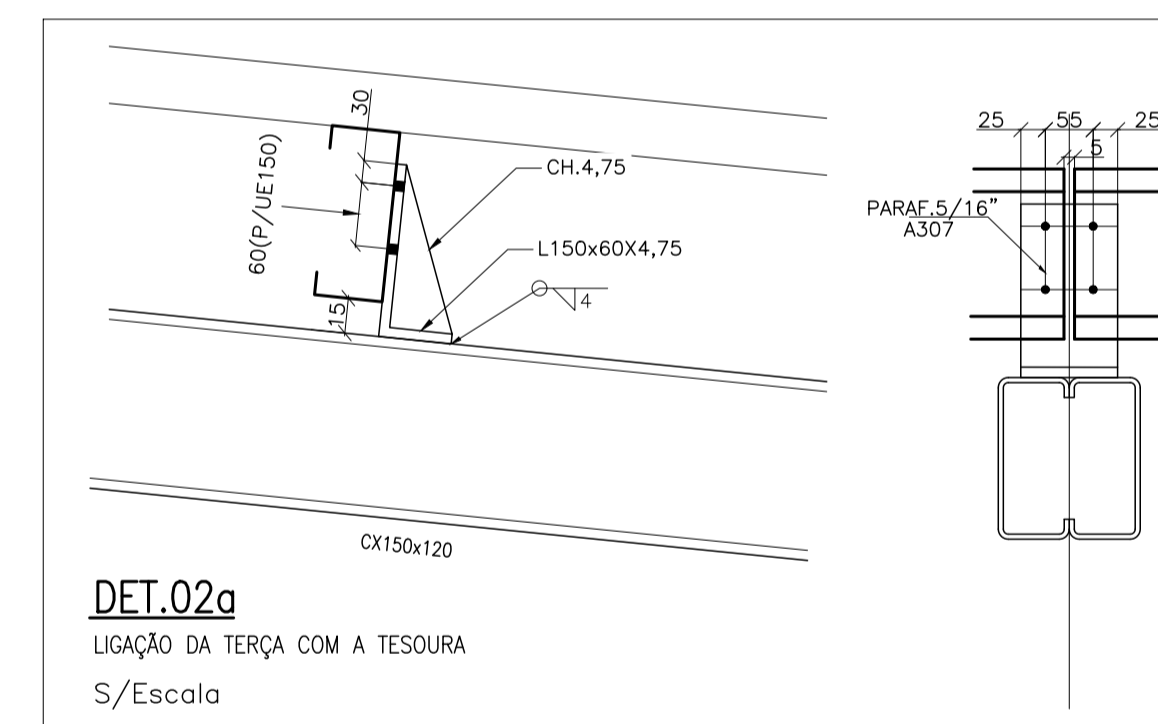 30
60(P/UE150)
15
CH.4,75
L150x60X4,75
4
CX150x120
25
55
25
5
PARAF.5/16"
A307
DET.02a
LIGAÇÃO DA TERÇA COM A TESOURA
S/Escala